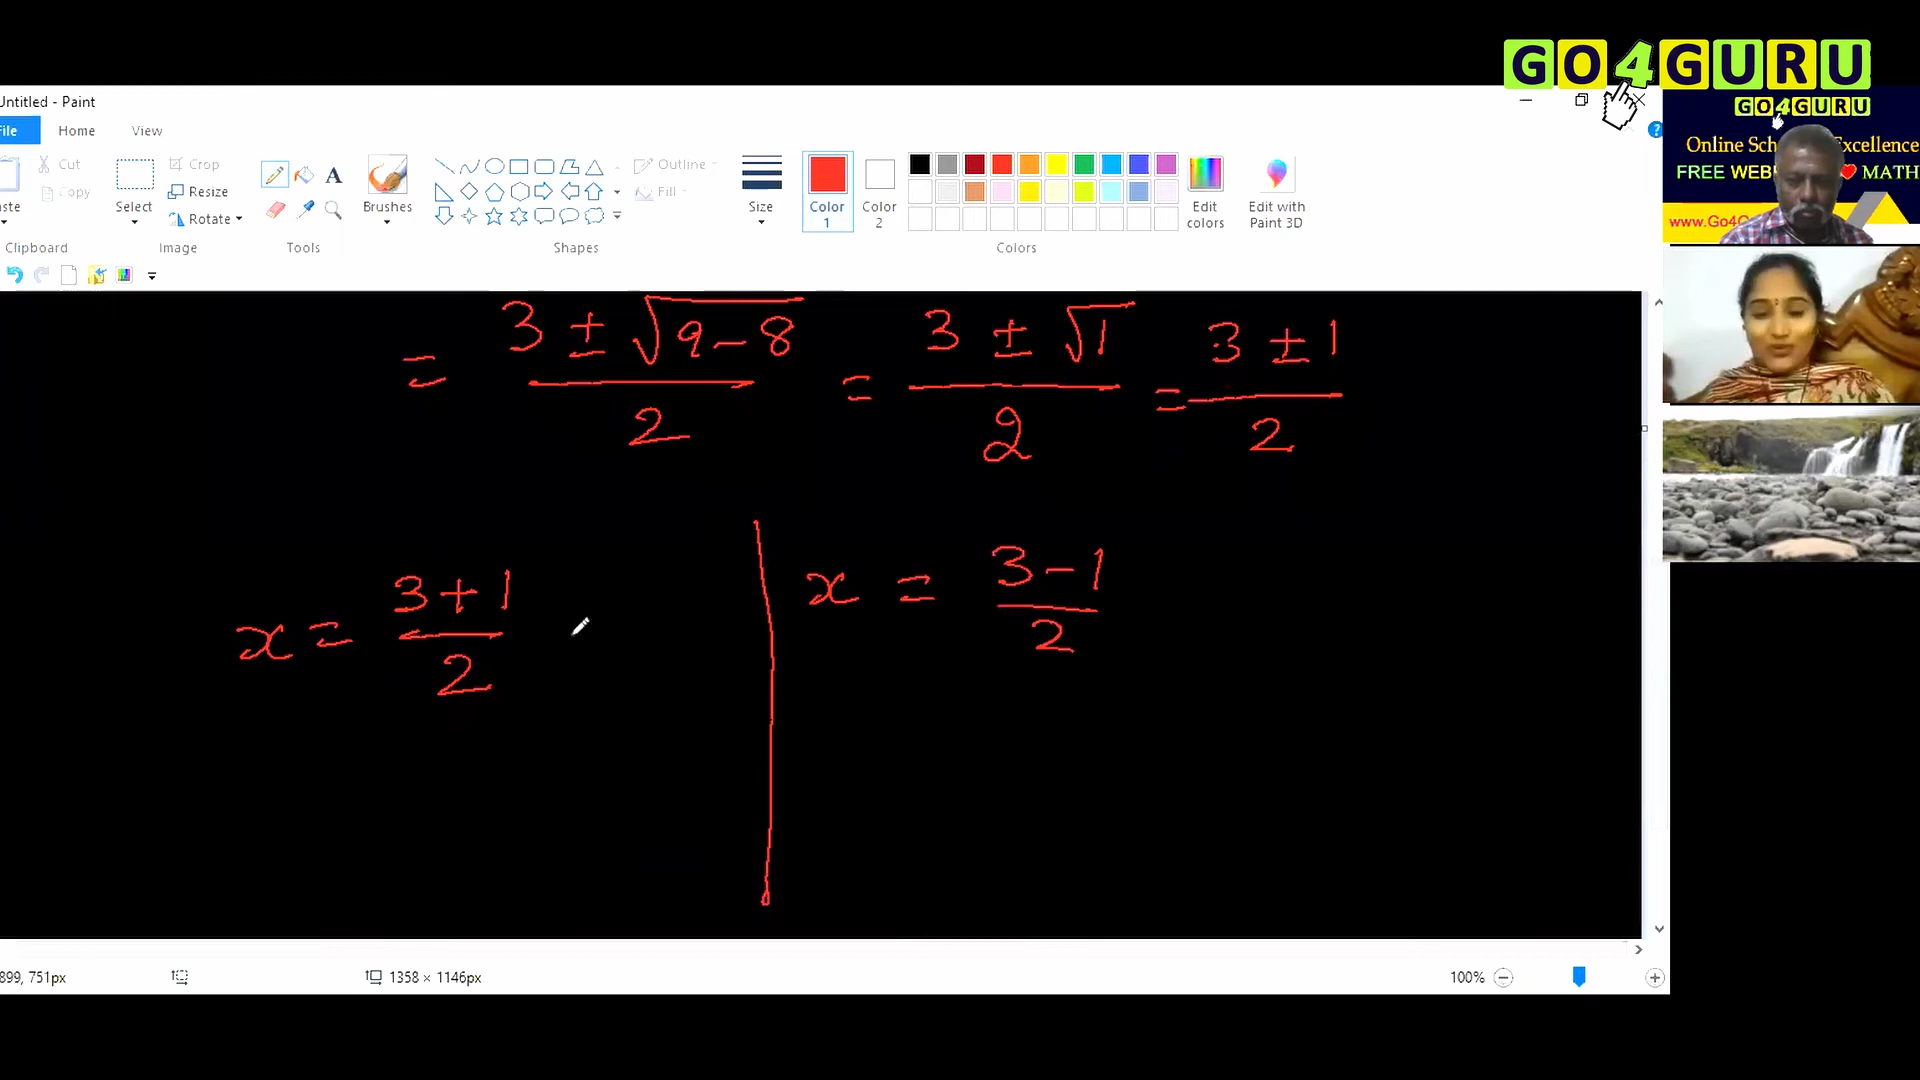 GO4GURU
Untitled - Paint
GO4GURU
File
Home
View
Online Sch Excellence
FREE WEB MATH
www.Go4G
Cut
Copy
Select
Crop
Resize
Rotate
A
Brushes
Outline
Fill
Size
Color 1
Color 2
Edit colors
Edit with Paint 3D
Clipboard
Image
Tools
Shapes
Colors
= 3 ± √9-8 / 2 = 3 ± √1 / 2 = 3 ± 1 / 2
x = 3+1 / 2
x = 3-1 / 2
899, 751px
1358 × 1146px
100%